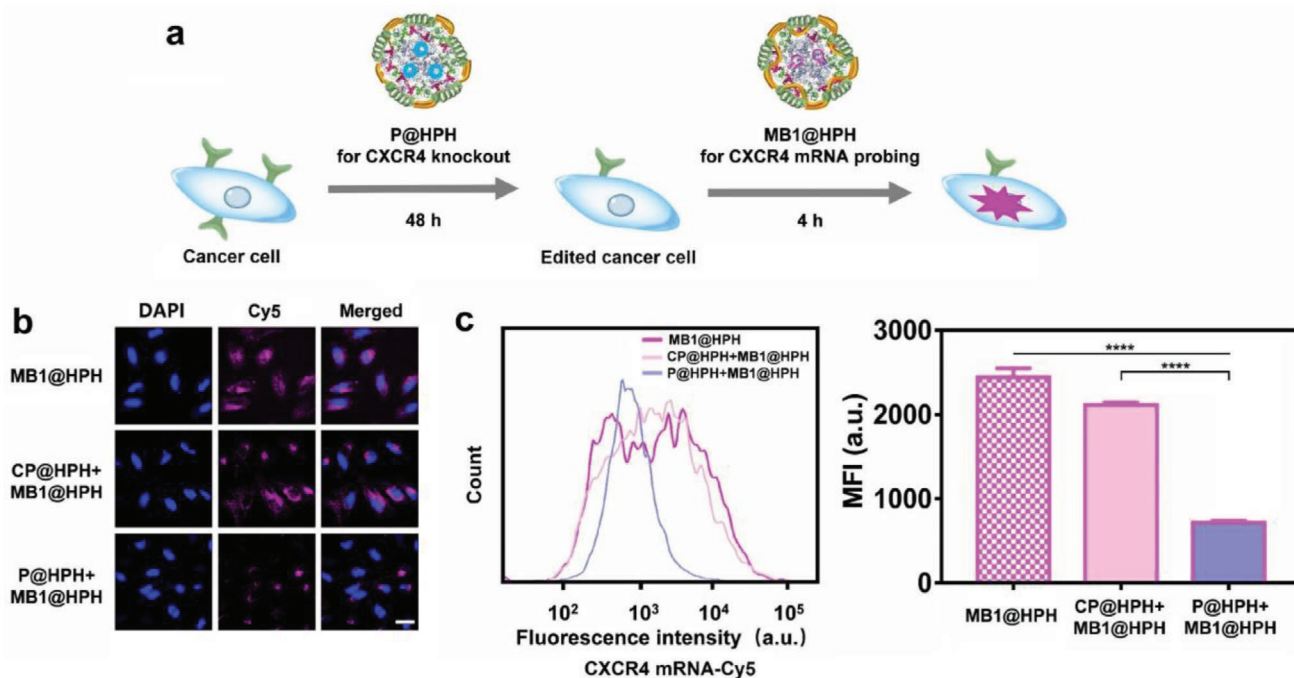 a
P@HPH
for CXCR4 knockout
MB1@HPH
for CXCR4 mRNA probing
48 h
4 h
Cancer cell
Edited cancer cell
b
DAPI
Cy5
Merged
MB1@HPH
CP@HPH+
MB1@HPH
P@HPH+
MB1@HPH
c
MB1@HPH
CP@HPH+MB1@HPH
P@HPH+MB1@HPH
Count
10²
10³
10⁴
10⁵
Fluorescence intensity (a.u.)
CXCR4 mRNA-Cy5
MFI (a.u.)
3000
2000
1000
0
****
****
MB1@HPH
CP@HPH+
MB1@HPH
P@HPH+
MB1@HPH